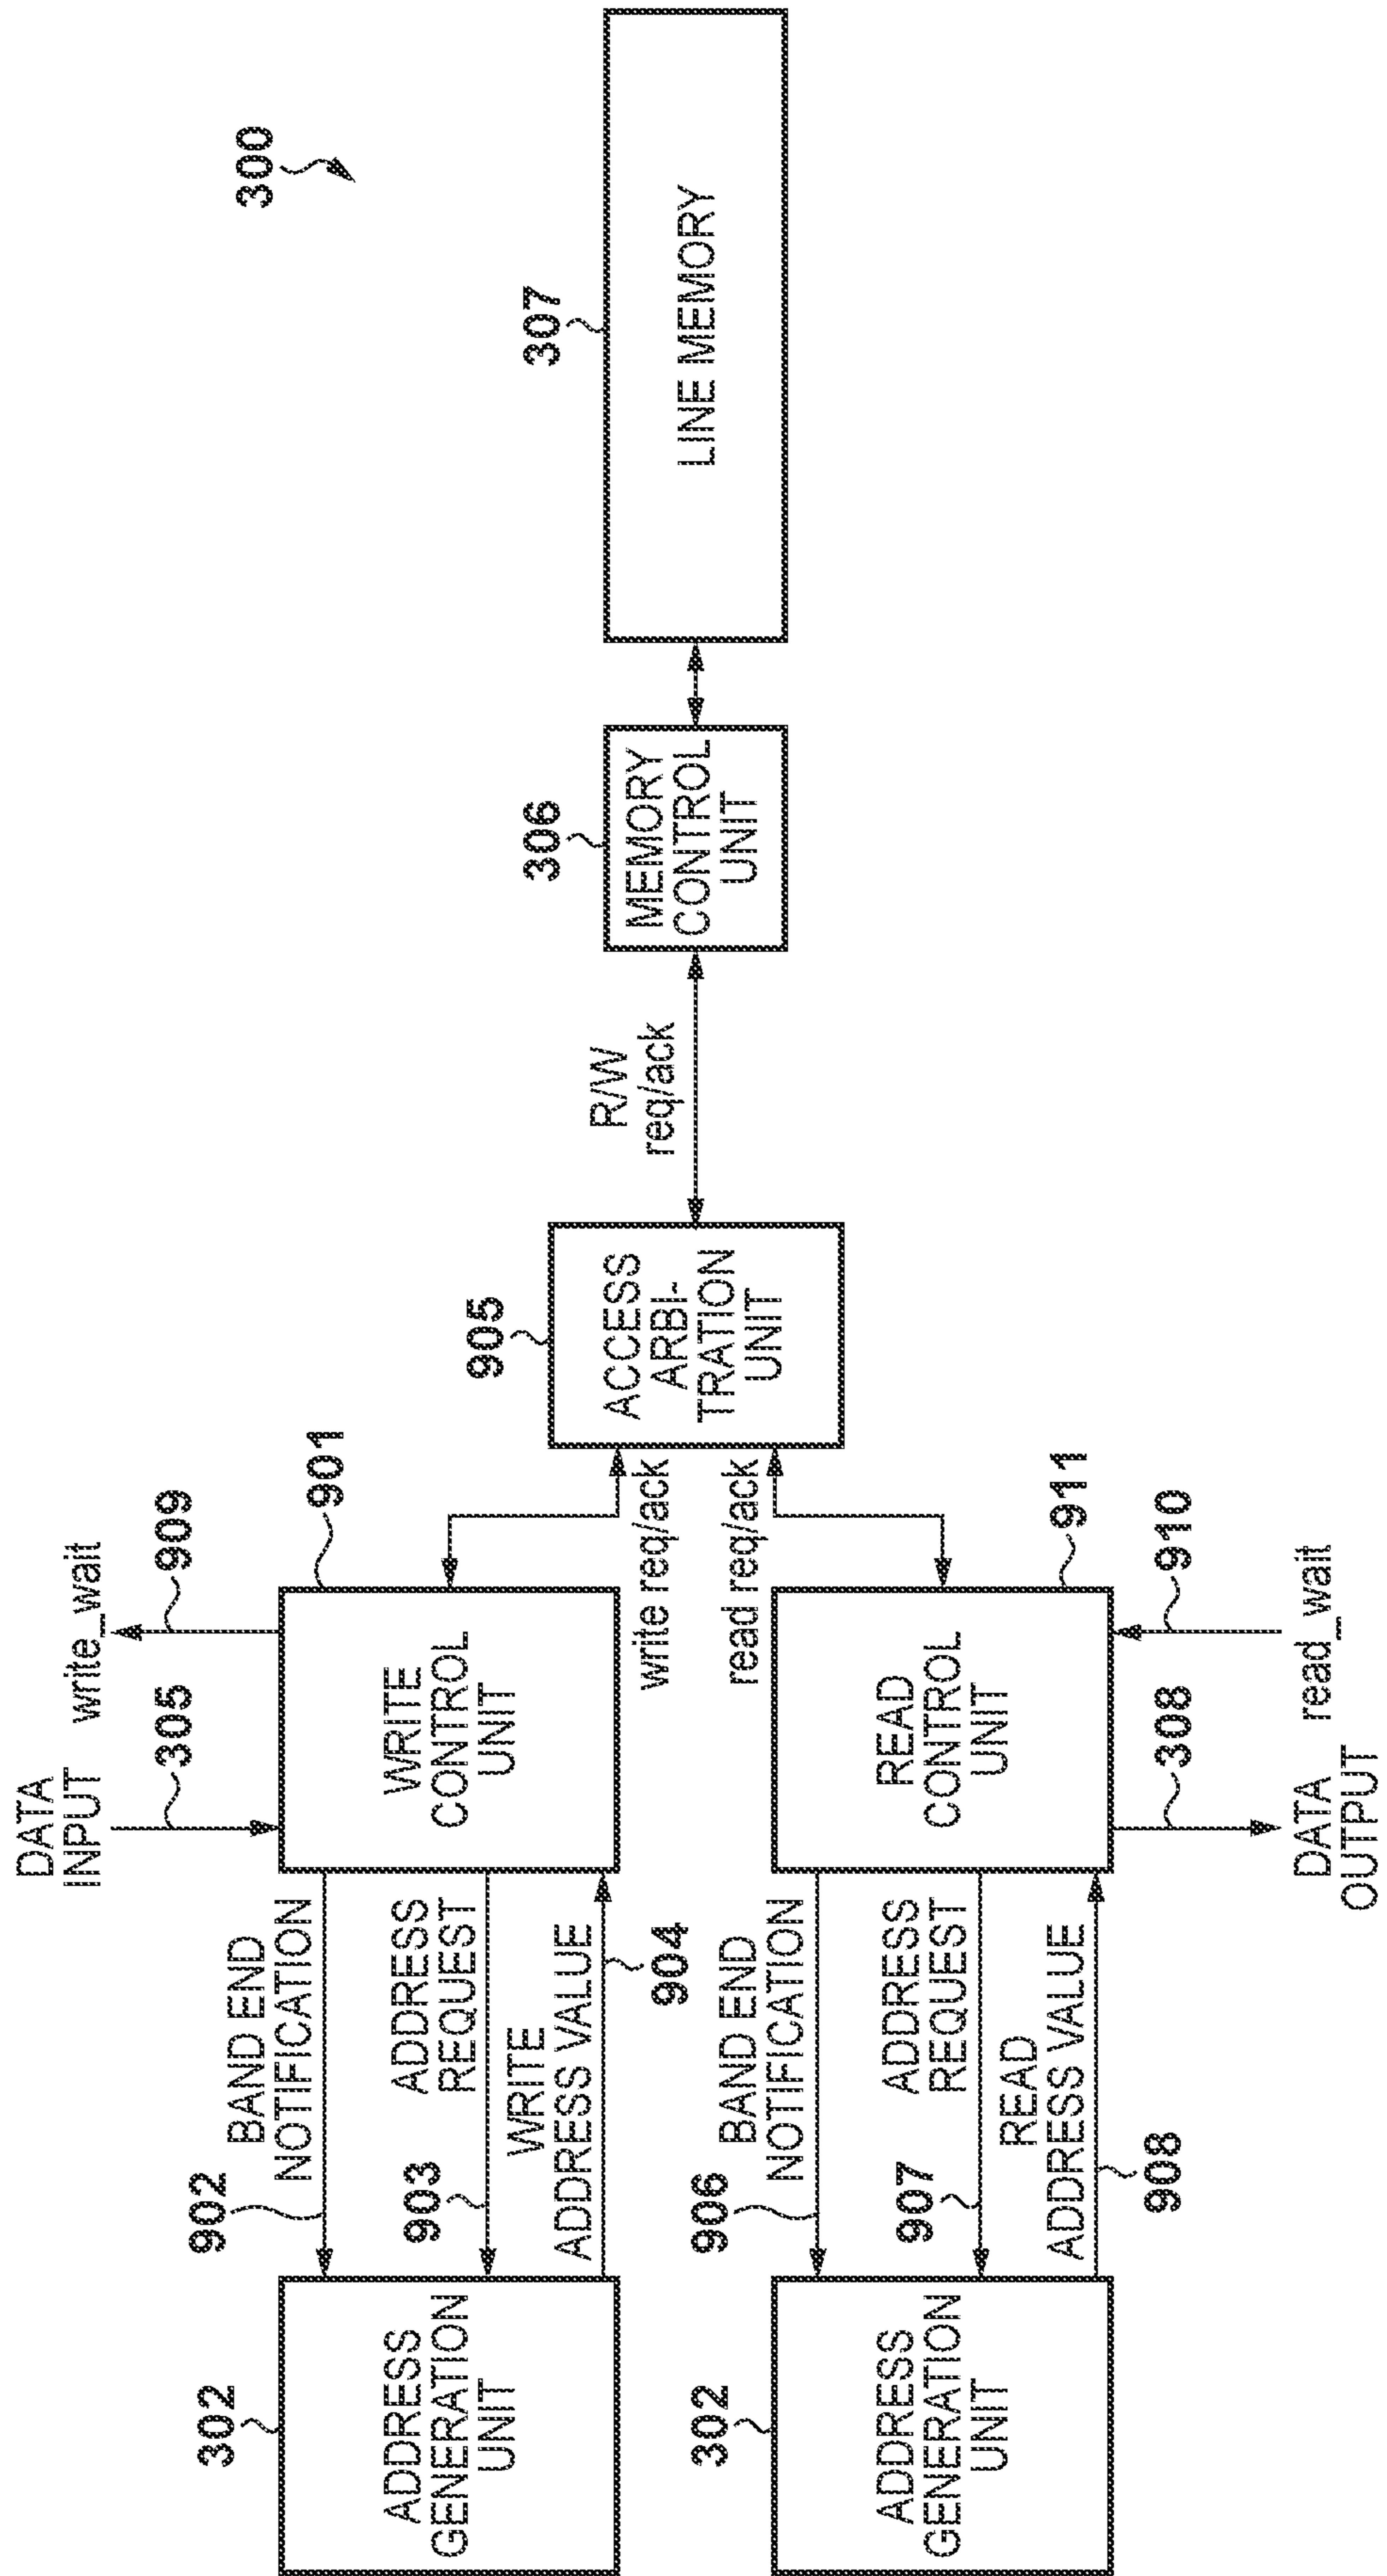 300
DATA
INPUT
write_wait
305
909
901
302
ADDRESS
GENERATION
UNIT
902
BAND END
NOTIFICATION
903
ADDRESS
REQUEST
WRITE
ADDRESS VALUE
904
WRITE
CONTROL
UNIT
write req/ack
read req/ack
905
ACCESS
ARBI-
TRATION
UNIT
R/W
req/ack
306
MEMORY
CONTROL
UNIT
307
LINE MEMORY
302
ADDRESS
GENERATION
UNIT
906
BAND END
NOTIFICATION
907
ADDRESS
REQUEST
READ
ADDRESS VALUE
908
READ
CONTROL
UNIT
911
308
910
DATA
OUTPUT
read_wait